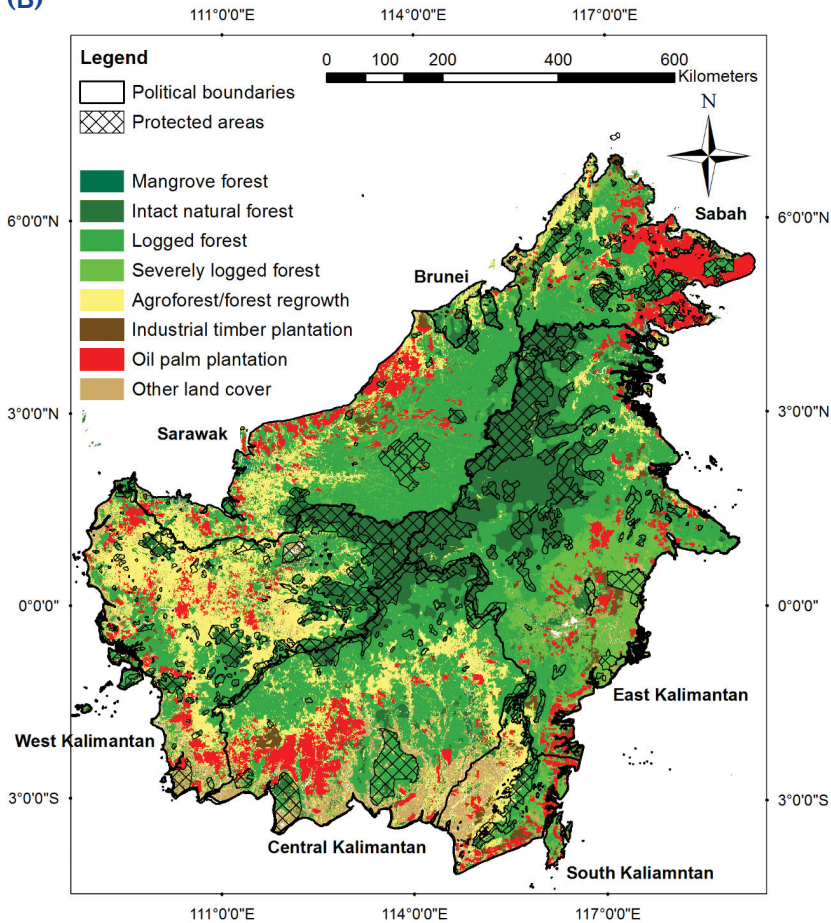 (B)
111°0'0"E 114°0'0"E 117°0'0"E
Legend
Political boundaries
Protected areas
Mangrove forest
Intact natural forest
Logged forest
Severely logged forest
Agroforest/forest regrowth
Industrial timber plantation
Oil palm plantation
Other land cover
0 100 200 400 600
Kilometers
N
Sabah
6°0'0"N 6°0'0"N
Brunei
3°0'0"N 3°0'0"N
Sarawak
0°0'0" 0°0'0"
East Kalimantan
West Kalimantan
3°0'0"S 3°0'0"S
Central Kalimantan
South Kaliamntan
111°0'0"E 114°0'0"E 117°0'0"E